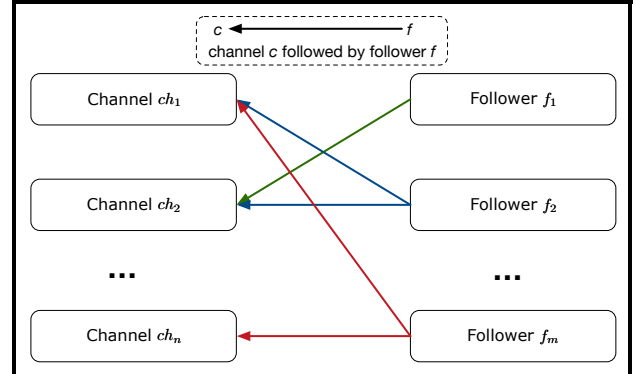 c f
channel c followed by follower f
Channel ch₁ Follower f₁
Channel ch₂ Follower f₂
... ...
Channel chₙ Follower fₘ